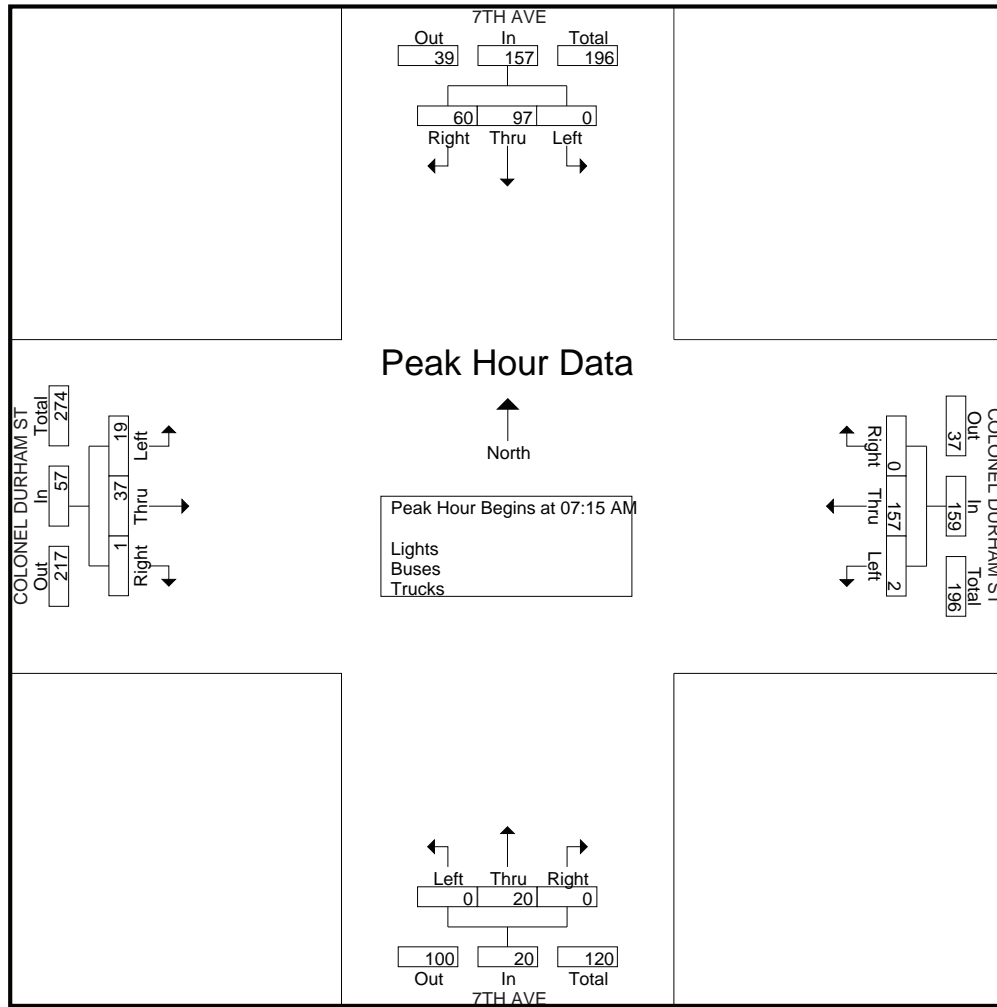 7TH AVE
Out In Total
39 157 196
60 97 0
Right Thru Left
Peak Hour Data
North
Peak Hour Begins at 07:15 AM
Lights
Buses
Trucks
COLONEL DURHAM ST
Out In Total
217 57 274
19 37 1
Left Thru Right
COLONEL DURHAM ST
Out In Total
37 159 196
0 157 2
Right Thru Left
Left Thru Right
0 20 0
100 20 120
Out In Total
7TH AVE